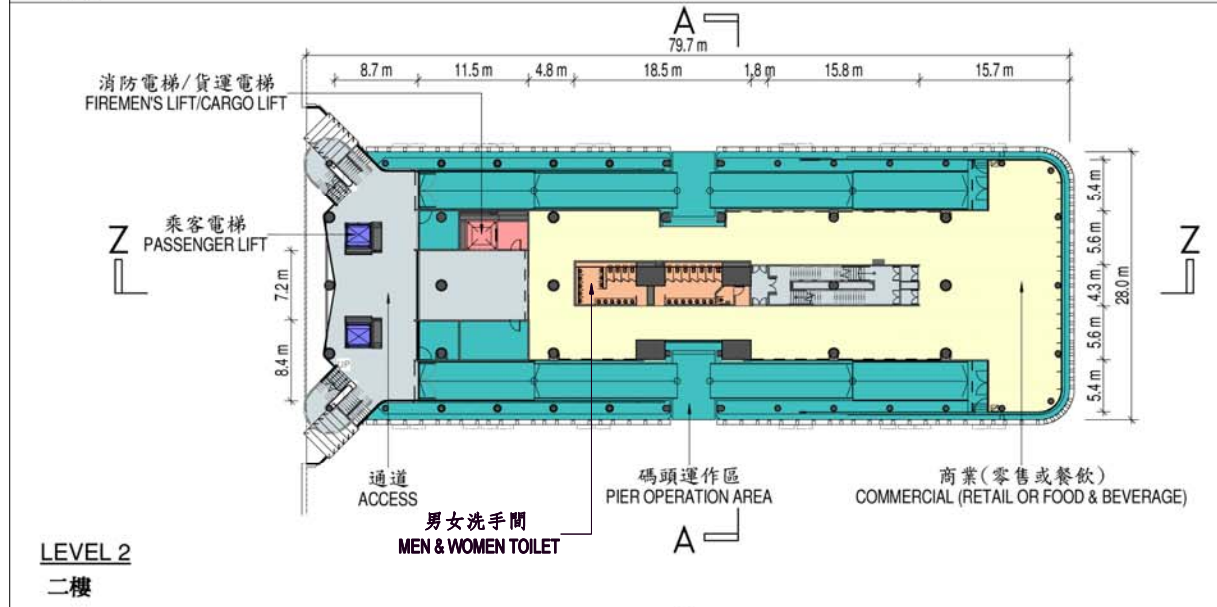 A
79.7 m
8.7 m
11.5 m
4.8 m
18.5 m
1.8 m
15.8 m
15.7 m
消防電梯/貨運電梯
FIREMEN'S LIFT/CARGO LIFT
乘客電梯
PASSENGER LIFT
Z
Z
7.2 m
8.4 m
5.4 m
5.6 m
4.3 m
5.6 m
5.4 m
28.0 m
UP
通道
ACCESS
男女洗手間
MEN & WOMEN TOILET
碼頭運作區
PIER OPERATION AREA
商業(零售或餐飲)
COMMERCIAL (RETAIL OR FOOD & BEVERAGE)
A
LEVEL 2
二樓